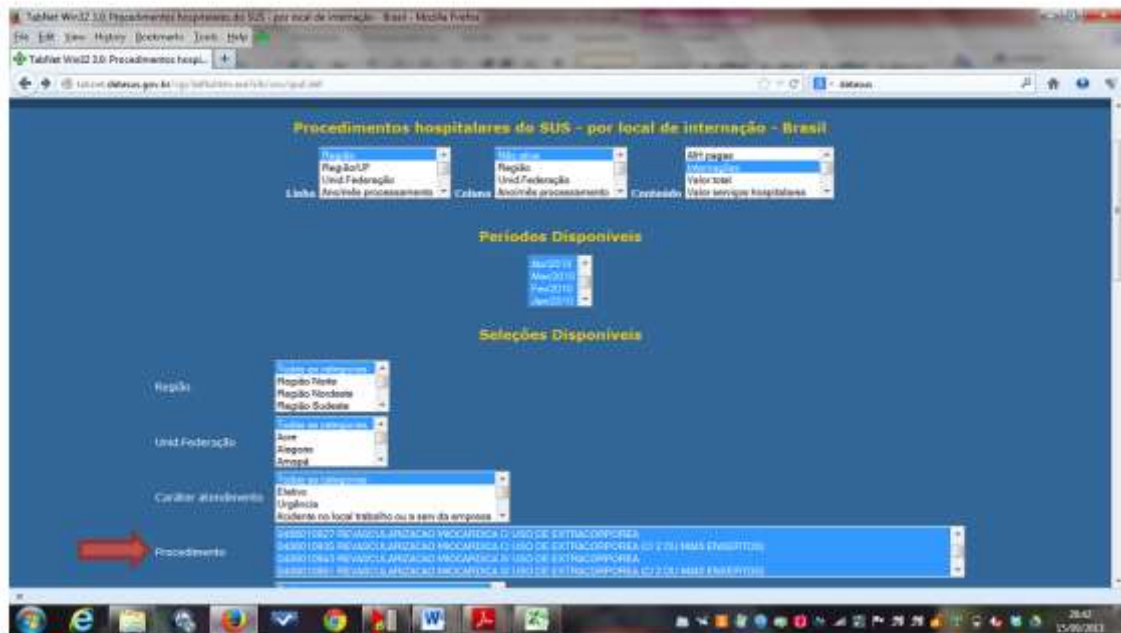 TabNet Win32 3.0: Procedimentos hospitalares do SUS - por local de internação - Brasil - Mozilla Firefox
File Edit View History Bookmarks Tools Help
TabNet Win32 3.0: Procedimentos hospi...
datasus
Procedimentos hospitalares do SUS - por local de internação - Brasil
Região Não ativa AIH pagas
Região/UF Região Internações
Unid.Federação Unid.Federação Valor total
Linha Ano/mês processamento Coluna Ano/mês processamento Conteúdo Valor serviços hospitalares
Períodos Disponíveis
Abr/2010
Mar/2010
Fev/2010
Jan/2010
Seleções Disponíveis
Todas as categorias
Região Norte
Região
Região Nordeste
Região Sudeste
Todas as categorias
Acre
Unid.Federação
Alagoas
Amapá
Todas as categorias
Eletivo
Caráter atendimento
Urgência
Acidente no local trabalho ou a serv da empresa
REVASCULARIZACAO MIOCARDICA C/ USO DE EXTRACORPOREA
REVASCULARIZACAO MIOCARDICA C/ USO DE EXTRACORPOREA (C/ 2 OU MAIS ENXERTOS)
Procedimento
REVASCULARIZACAO MIOCARDICA S/ USO DE EXTRACORPOREA
REVASCULARIZACAO MIOCARDICA S/ USO DE EXTRACORPOREA (C/ 2 OU MAIS ENXERTOS)
20:42
15/09/2013